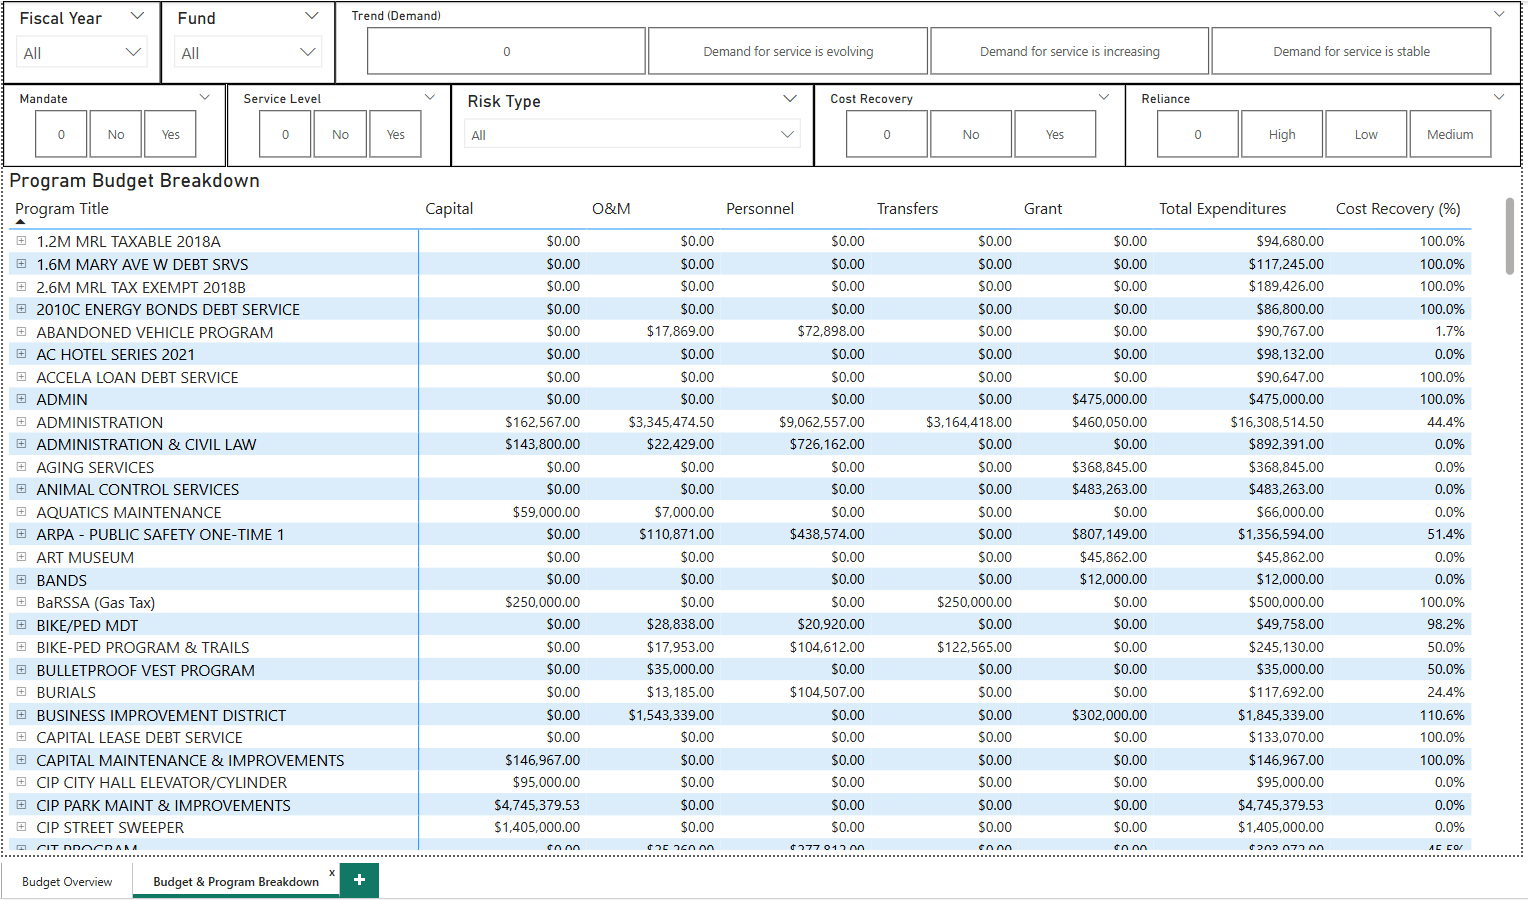 Fiscal Year
All
Fund
All
Trend (Demand)
0
Demand for service is evolving
Demand for service is increasing
Demand for service is stable
Mandate
0 No Yes
Service Level
0 No Yes
Risk Type
All
Cost Recovery
0 No Yes
Reliance
0 High Low Medium
Program Budget Breakdown
Program Title Capital O&M Personnel Transfers Grant Total Expenditures Cost Recovery (%)
1.2M MRL TAXABLE 2018A $0.00 $0.00 $0.00 $0.00 $0.00 $94,680.00 100.0%
1.6M MARY AVE W DEBT SRVS $0.00 $0.00 $0.00 $0.00 $0.00 $117,245.00 100.0%
2.6M MRL TAX EXEMPT 2018B $0.00 $0.00 $0.00 $0.00 $0.00 $189,426.00 100.0%
2010C ENERGY BONDS DEBT SERVICE $0.00 $0.00 $0.00 $0.00 $0.00 $86,800.00 100.0%
ABANDONED VEHICLE PROGRAM $0.00 $17,869.00 $72,898.00 $0.00 $0.00 $90,767.00 1.7%
AC HOTEL SERIES 2021 $0.00 $0.00 $0.00 $0.00 $0.00 $98,132.00 0.0%
ACCELA LOAN DEBT SERVICE $0.00 $0.00 $0.00 $0.00 $0.00 $90,647.00 100.0%
ADMIN $0.00 $0.00 $0.00 $0.00 $475,000.00 $475,000.00 100.0%
ADMINISTRATION $162,567.00 $3,345,474.50 $9,062,557.00 $3,164,418.00 $460,050.00 $16,308,514.50 44.4%
ADMINISTRATION & CIVIL LAW $143,800.00 $22,429.00 $726,162.00 $0.00 $0.00 $892,391.00 0.0%
AGING SERVICES $0.00 $0.00 $0.00 $0.00 $368,845.00 $368,845.00 0.0%
ANIMAL CONTROL SERVICES $0.00 $0.00 $0.00 $0.00 $483,263.00 $483,263.00 0.0%
AQUATICS MAINTENANCE $59,000.00 $7,000.00 $0.00 $0.00 $0.00 $66,000.00 0.0%
ARPA - PUBLIC SAFETY ONE-TIME 1 $0.00 $110,871.00 $438,574.00 $0.00 $807,149.00 $1,356,594.00 51.4%
ART MUSEUM $0.00 $0.00 $0.00 $0.00 $45,862.00 $45,862.00 0.0%
BANDS $0.00 $0.00 $0.00 $0.00 $12,000.00 $12,000.00 0.0%
BaRSSA (Gas Tax) $250,000.00 $0.00 $0.00 $250,000.00 $0.00 $500,000.00 100.0%
BIKE/PED MDT $0.00 $28,838.00 $20,920.00 $0.00 $0.00 $49,758.00 98.2%
BIKE-PED PROGRAM & TRAILS $0.00 $17,953.00 $104,612.00 $122,565.00 $0.00 $245,130.00 50.0%
BULLETPROOF VEST PROGRAM $0.00 $35,000.00 $0.00 $0.00 $0.00 $35,000.00 50.0%
BURIALS $0.00 $13,185.00 $104,507.00 $0.00 $0.00 $117,692.00 24.4%
BUSINESS IMPROVEMENT DISTRICT $0.00 $1,543,339.00 $0.00 $0.00 $302,000.00 $1,845,339.00 110.6%
CAPITAL LEASE DEBT SERVICE $0.00 $0.00 $0.00 $0.00 $0.00 $133,070.00 100.0%
CAPITAL MAINTENANCE & IMPROVEMENTS $146,967.00 $0.00 $0.00 $0.00 $0.00 $146,967.00 100.0%
CIP CITY HALL ELEVATOR/CYLINDER $95,000.00 $0.00 $0.00 $0.00 $0.00 $95,000.00 0.0%
CIP PARK MAINT & IMPROVEMENTS $4,745,379.53 $0.00 $0.00 $0.00 $0.00 $4,745,379.53 0.0%
CIP STREET SWEEPER $1,405,000.00 $0.00 $0.00 $0.00 $0.00 $1,405,000.00 0.0%
CIT PROGRAM $0.00 $25,260.00 $277,812.00 $0.00 $0.00 $303,072.00 45.5%
Budget Overview
Budget & Program Breakdown x +